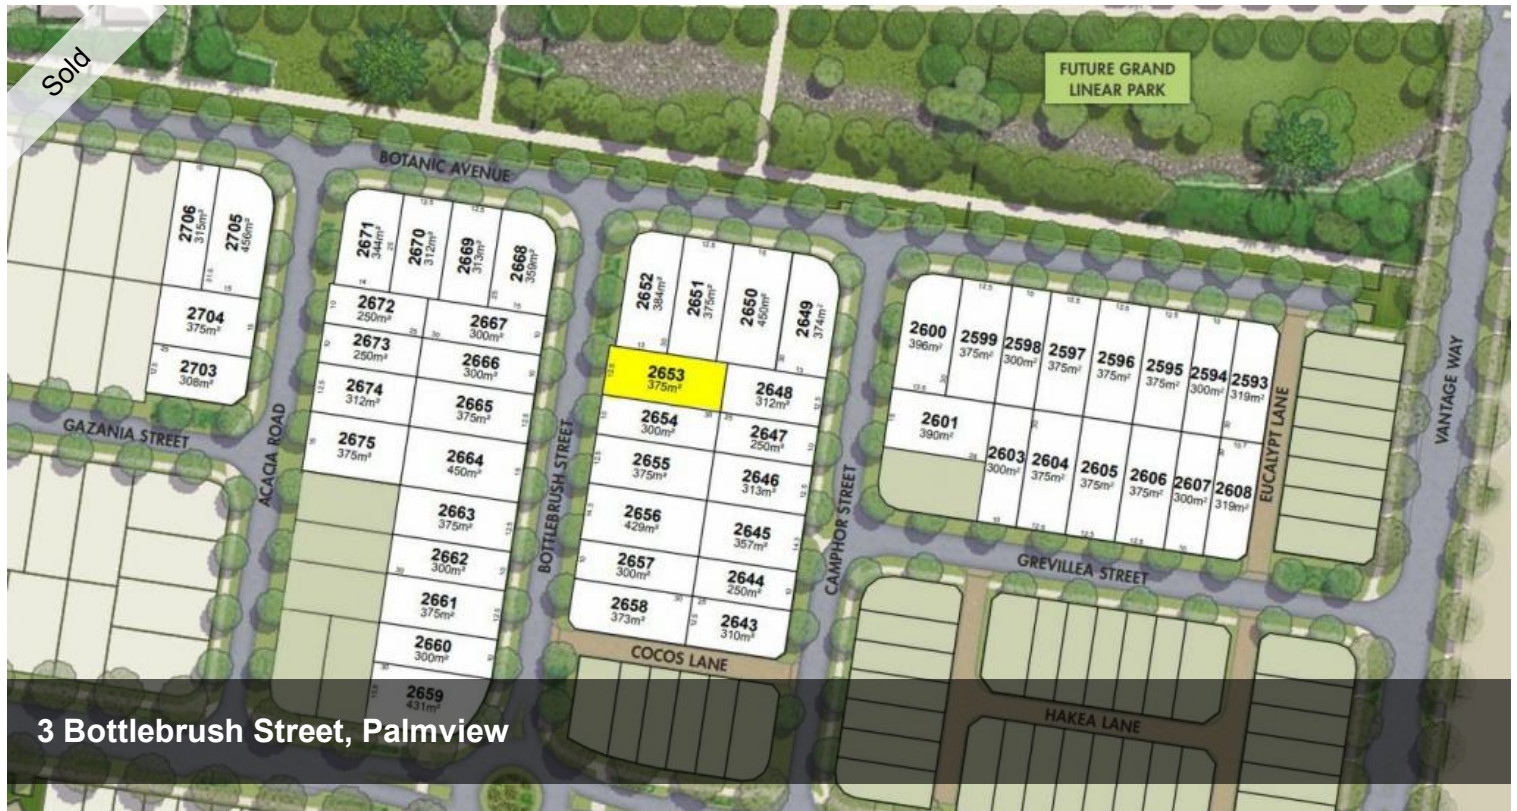 Sold
FUTURE GRAND
LINEAR PARK
BOTANIC AVENUE
2706
315m²
2705
456m²
2704
375m²
2703
308m²
GAZANIA STREET
ACACIA ROAD
2671
344m²
2670
312m²
2669
313m²
2668
359m²
2672
250m²
2667
300m²
2673
250m²
2666
300m²
2674
312m²
2665
375m²
2675
375m²
2664
450m²
2663
375m²
2662
300m²
2661
375m²
2660
300m²
2659
431m²
BOTTLEBRUSH STREET
2652
384m²
2651
375m²
2650
450m²
2649
374m²
2653
375m²
2648
312m²
2654
300m²
2647
250m²
2655
375m²
2646
313m²
2656
429m²
2645
357m²
2657
300m²
2644
250m²
2658
373m²
2643
310m²
COCOS LANE
CAMPHOR STREET
2600
396m²
2599
375m²
2598
300m²
2597
375m²
2596
375m²
2595
375m²
2594
300m²
2593
319m²
2601
390m²
2603
300m²
2604
375m²
2605
375m²
2606
375m²
2607
300m²
2608
319m²
EUCALYPT LANE
VANTAGE WAY
GREVILLEA STREET
HAKEA LANE
3 Bottlebrush Street, Palmview